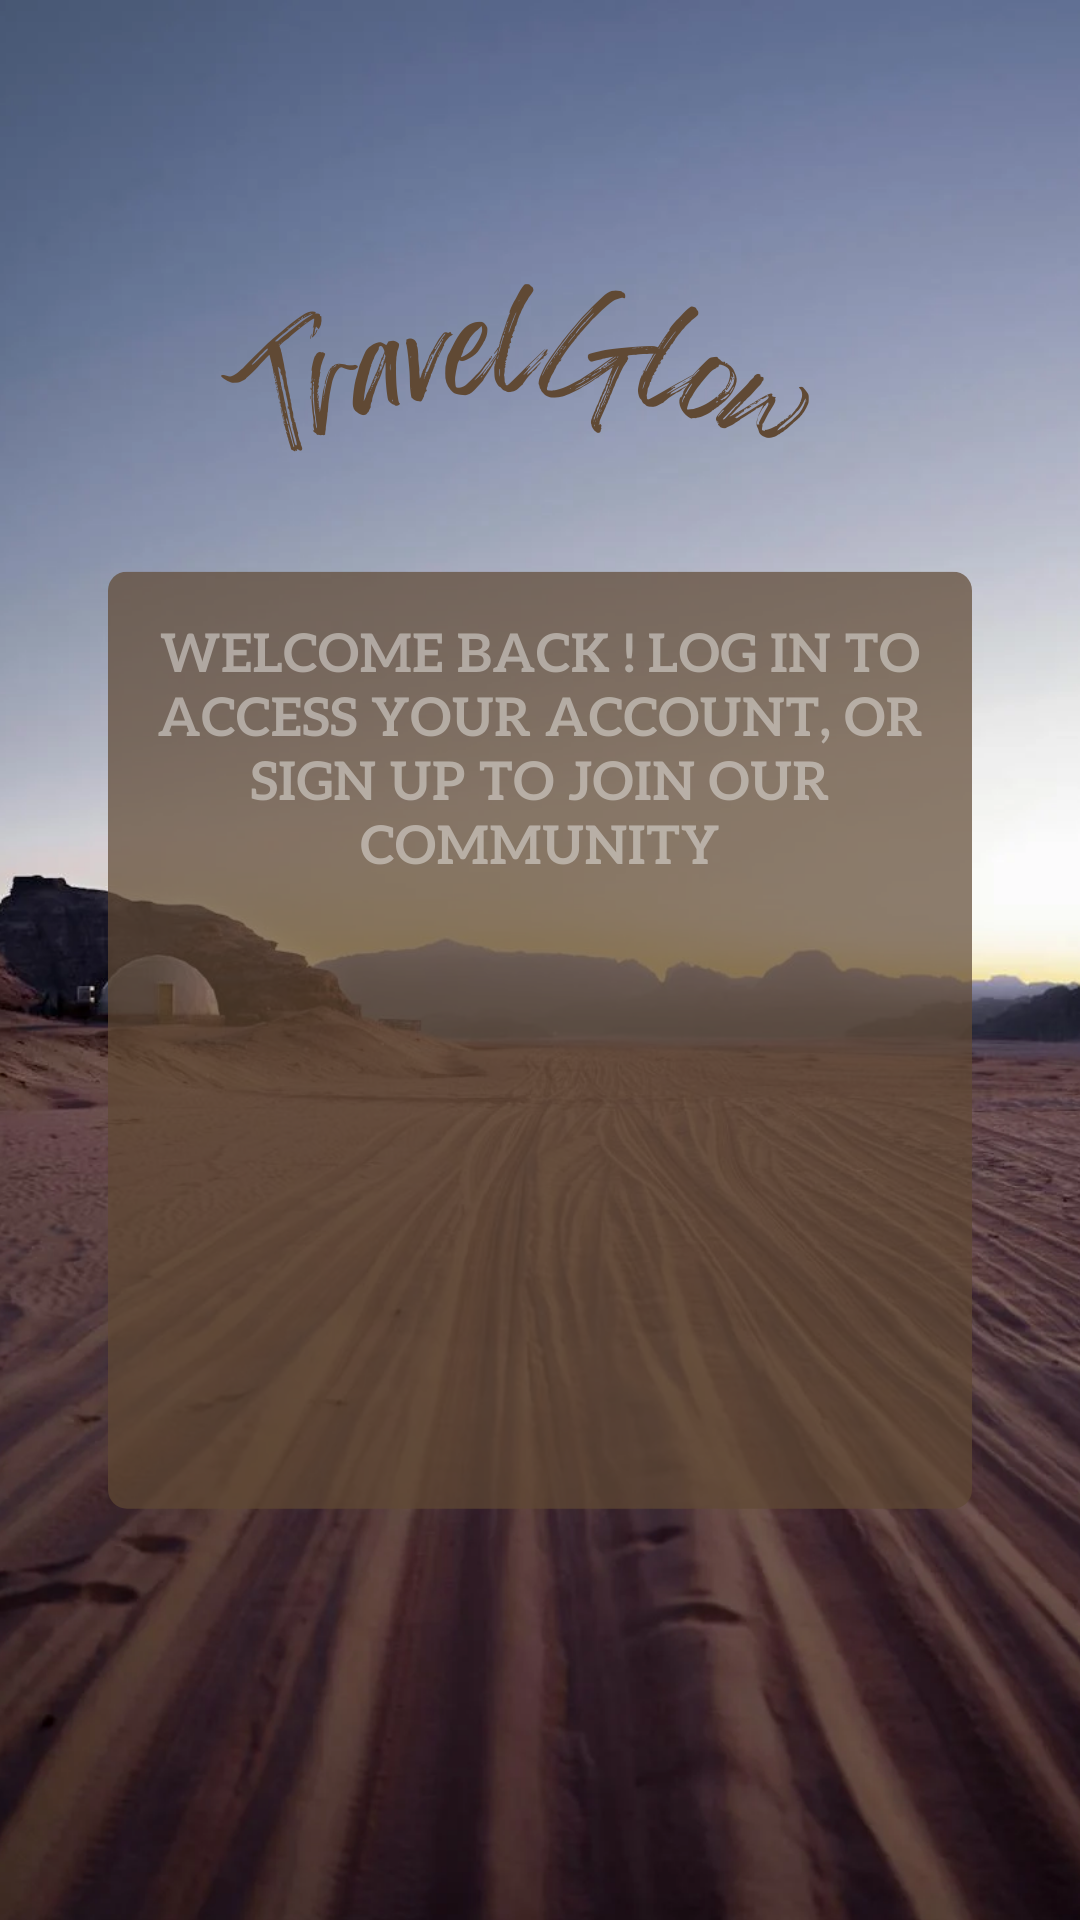 TravelGlow
WELCOME BACK ! LOG IN TO
ACCESS YOUR ACCOUNT, OR
SIGN UP TO JOIN OUR
COMMUNITY